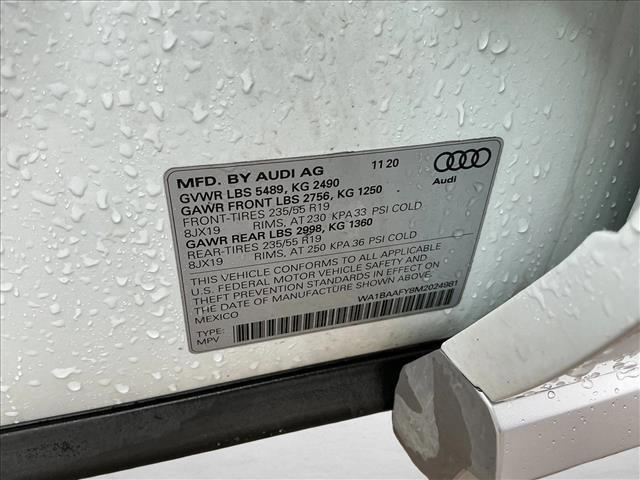 MFD. BY AUDI AG 11 20
GVWR LBS 5489, KG 2490
GAWR FRONT LBS 2756, KG 1250
FRONT-TIRES 235/55 R19
8JX19 RIMS, AT 230 KPA 33 PSI COLD
GAWR REAR LBS 2998, KG 1360
REAR-TIRES 235/55 R19
8JX19 RIMS, AT 250 KPA 36 PSI COLD
THIS VEHICLE CONFORMS TO ALL APPLICABLE
U.S. FEDERAL MOTOR VEHICLE SAFETY AND
THEFT PREVENTION STANDARDS IN EFFECT ON
THE DATE OF MANUFACTURE SHOWN ABOVE.
MEXICO WA1BAAFY8M2024981
TYPE:
MPV
Audi